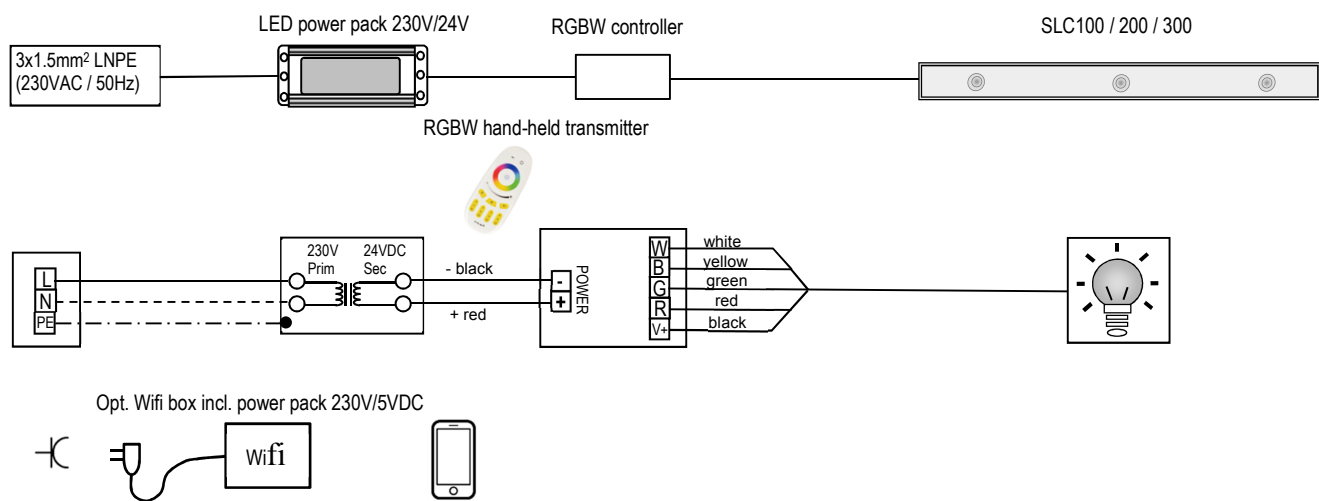 LED power pack 230V/24V
RGBW controller
SLC100 / 200 / 300
3x1.5mm² LNPE
(230VAC / 50Hz)
RGBW hand-held transmitter
230V
Prim
24VDC
Sec
L
N
PE
- black
+ red
-
+
POWER
W
B
G
R
V+
white
yellow
green
red
black
Opt. Wifi box incl. power pack 230V/5VDC
Wifi